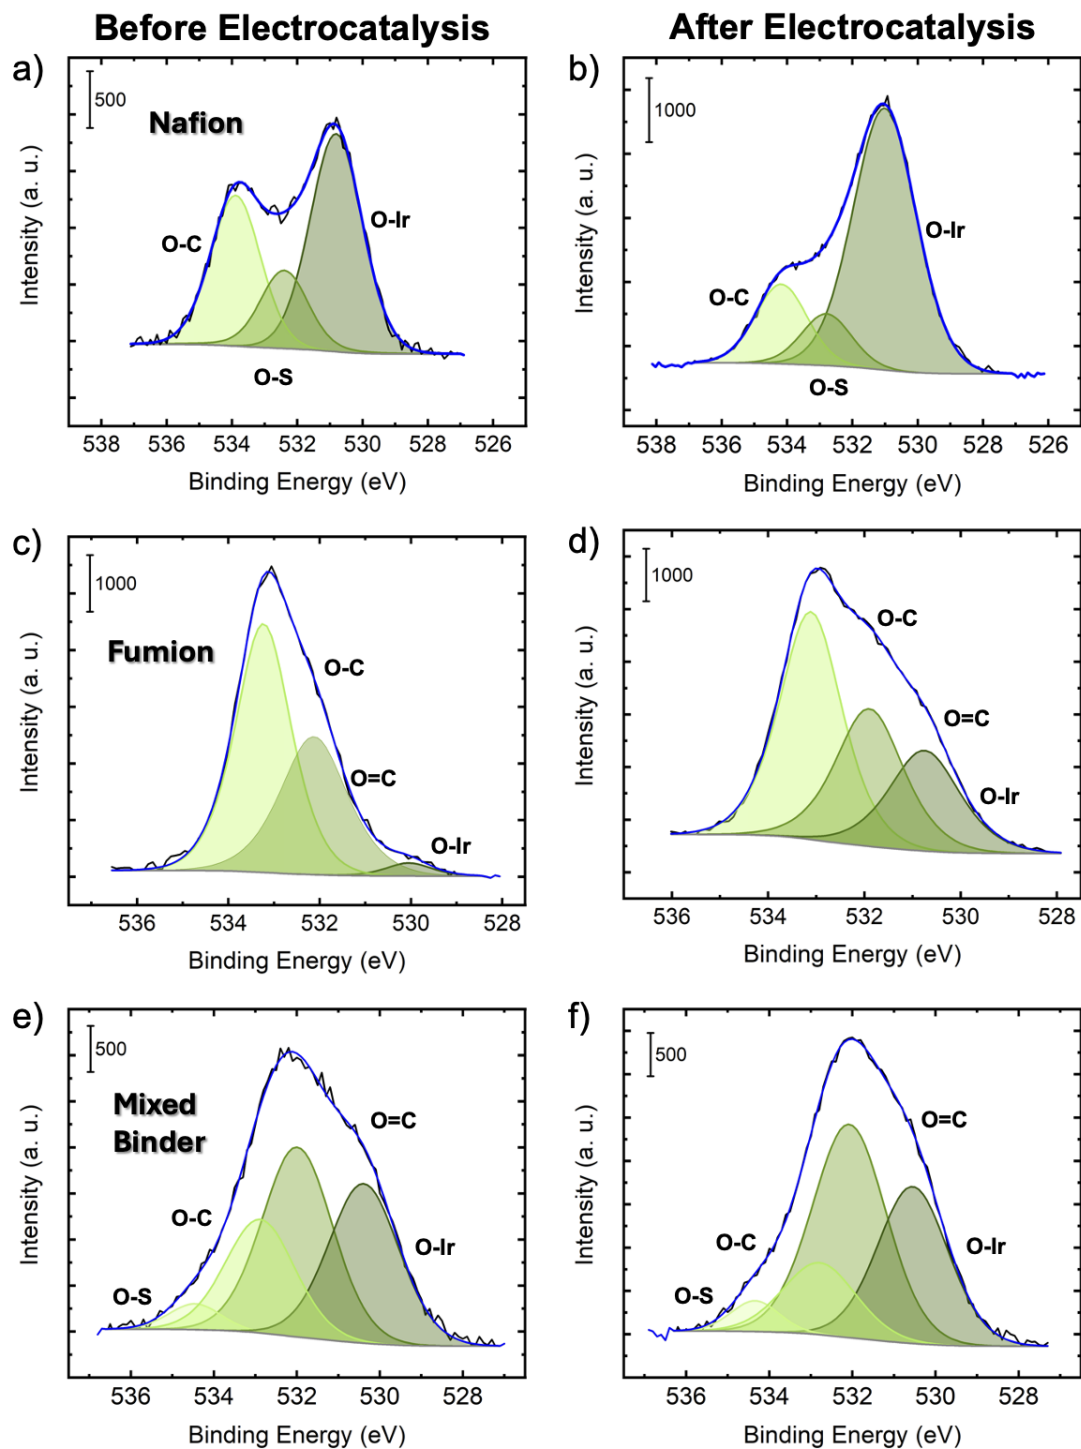 Before Electrocatalysis
After Electrocatalysis
a)
500
Nafion
O-C
O-Ir
O-S
Intensity (a. u.)
538 536 534 532 530 528 526
Binding Energy (eV)
b)
1000
O-Ir
O-C
O-S
Intensity (a. u.)
538 536 534 532 530 528 526
Binding Energy (eV)
c)
1000
Fumion
O-C
O=C
O-Ir
Intensity (a. u.)
536 534 532 530 528
Binding Energy (eV)
d)
1000
O-C
O=C
O-Ir
Intensity (a. u.)
536 534 532 530 528
Binding Energy (eV)
e)
500
Mixed
Binder
O=C
O-C
O-Ir
O-S
Intensity (a. u.)
536 534 532 530 528
Binding Energy (eV)
f)
500
O=C
O-C
O-Ir
O-S
Intensity (a. u.)
536 534 532 530 528
Binding Energy (eV)